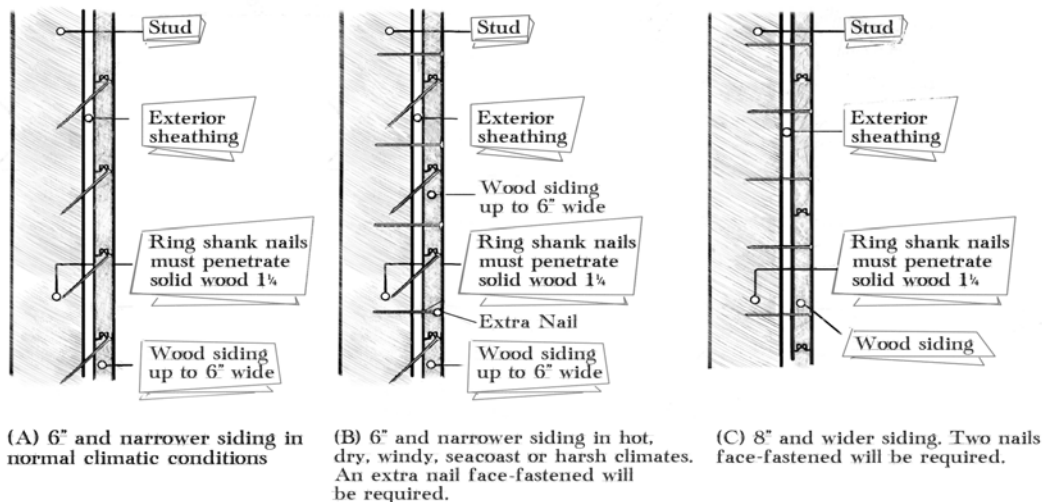 Stud
Exterior
sheathing
Ring shank nails
must penetrate
solid wood 1¼
Wood siding
up to 6" wide
(A) 6" and narrower siding in
normal climatic conditions
Stud
Exterior
sheathing
Wood siding
up to 6" wide
Ring shank nails
must penetrate
solid wood 1¼
Extra Nail
Wood siding
up to 6" wide
(B) 6" and narrower siding in hot,
dry, windy, seacoast or harsh climates.
An extra nail face-fastened will
be required.
Stud
Exterior
sheathing
Ring shank nails
must penetrate
solid wood 1¼
Wood siding
(C) 8" and wider siding. Two nails
face-fastened will be required.